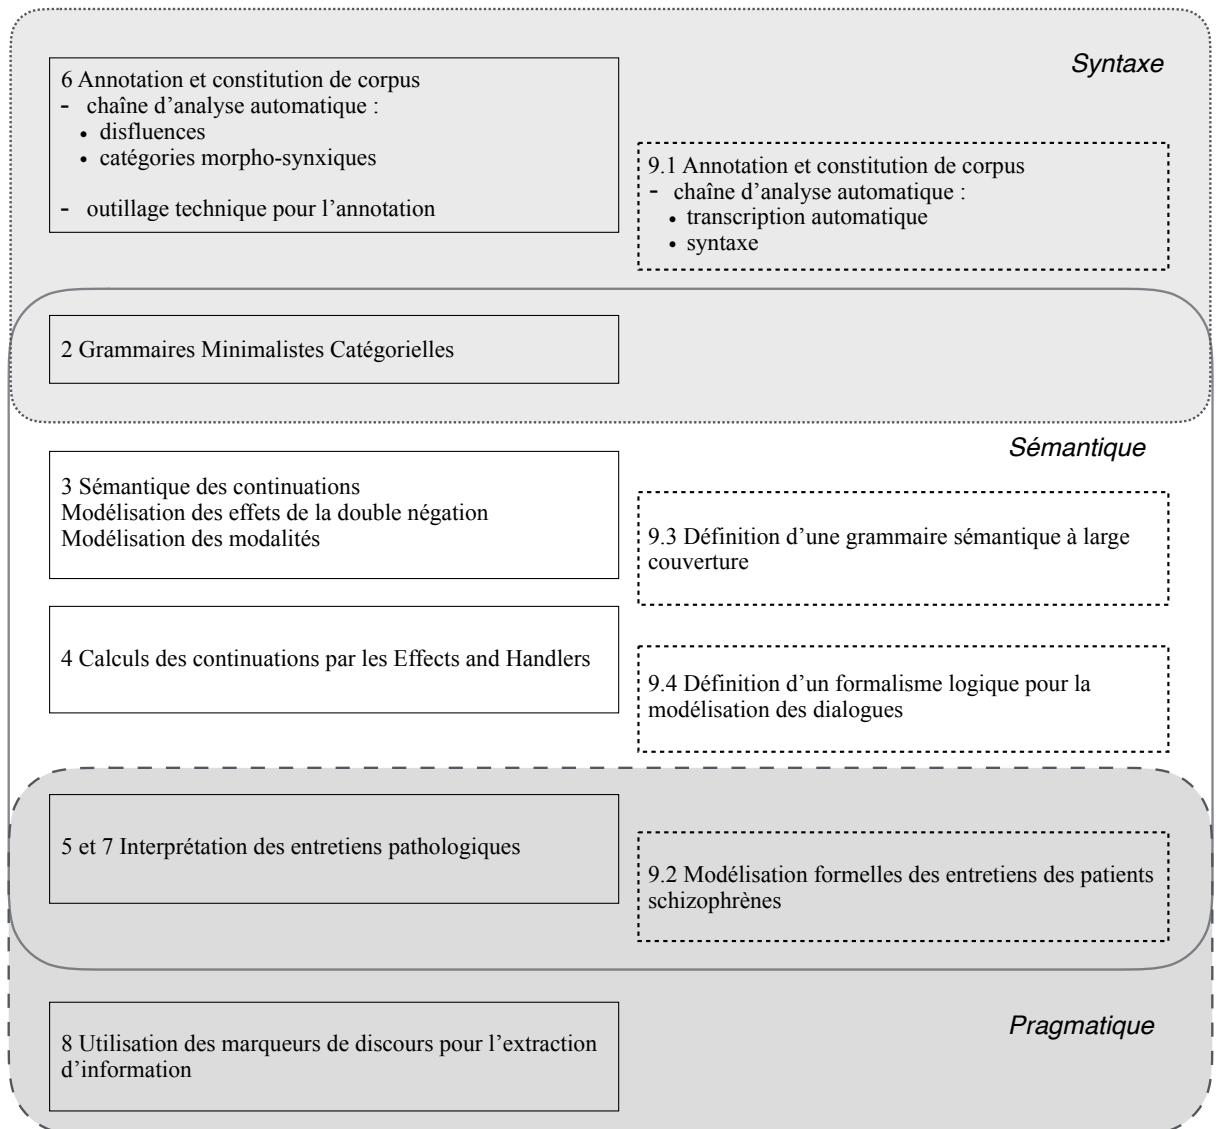 Syntaxe
6 Annotation et constitution de corpus
- chaîne d’analyse automatique :
• disfluences
• catégories morpho-synxiques
- outillage technique pour l’annotation
9.1 Annotation et constitution de corpus
- chaîne d’analyse automatique :
• transcription automatique
• syntaxe
2 Grammaires Minimalistes Catégorielles
Sémantique
3 Sémantique des continuations
Modélisation des effets de la double négation
Modélisation des modalités
9.3 Définition d’une grammaire sémantique à large
couverture
4 Calculs des continuations par les Effects and Handlers
9.4 Définition d’un formalisme logique pour la
modélisation des dialogues
5 et 7 Interprétation des entretiens pathologiques
9.2 Modélisation formelles des entretiens des patients
schizophrènes
Pragmatique
8 Utilisation des marqueurs de discours pour l’extraction
d’information